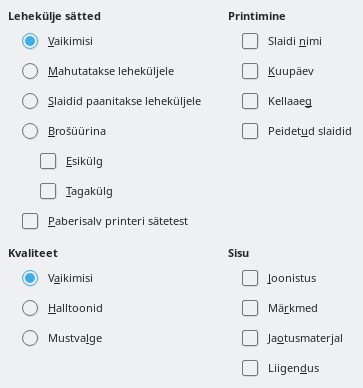 Lehekülje sätted
Vaikimisi
Mahutatakse leheküljele
Slaidid paanitakse leheküljele
Brošüürina
Esikülg
Tagakülg
Paberisalv printeri sätetest
Printimine
Slaidi nimi
Kuupäev
Kellaaeg
Peidetud slaidid
Kvaliteet
Vaikimisi
Halltoonid
Mustvalge
Sisu
Joonistus
Märkmed
Jaotusmaterjal
Liigendus